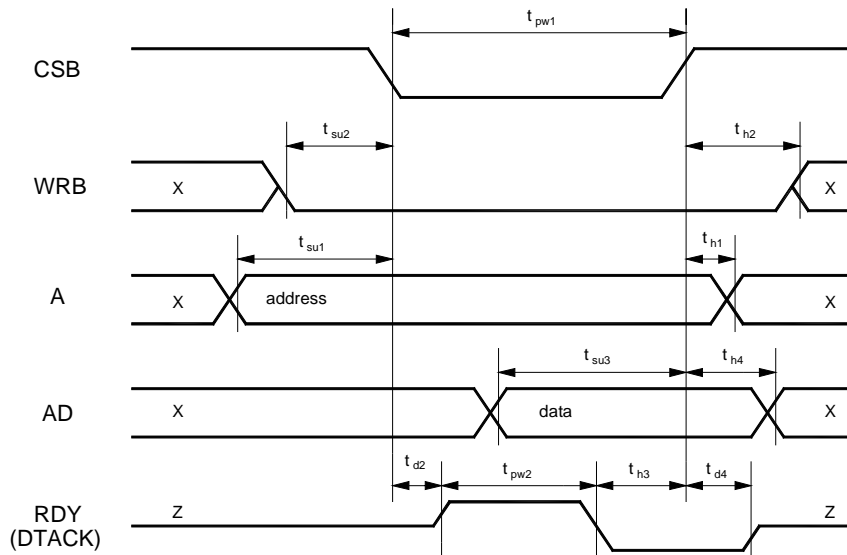 t pw1
CSB
t su2
t h2
WRB
X
X
t su1
t h1
A
X
address
X
t su3
t h4
AD
X
data
X
t d2
t pw2
t h3
t d4
RDY
(DTACK)
Z
Z